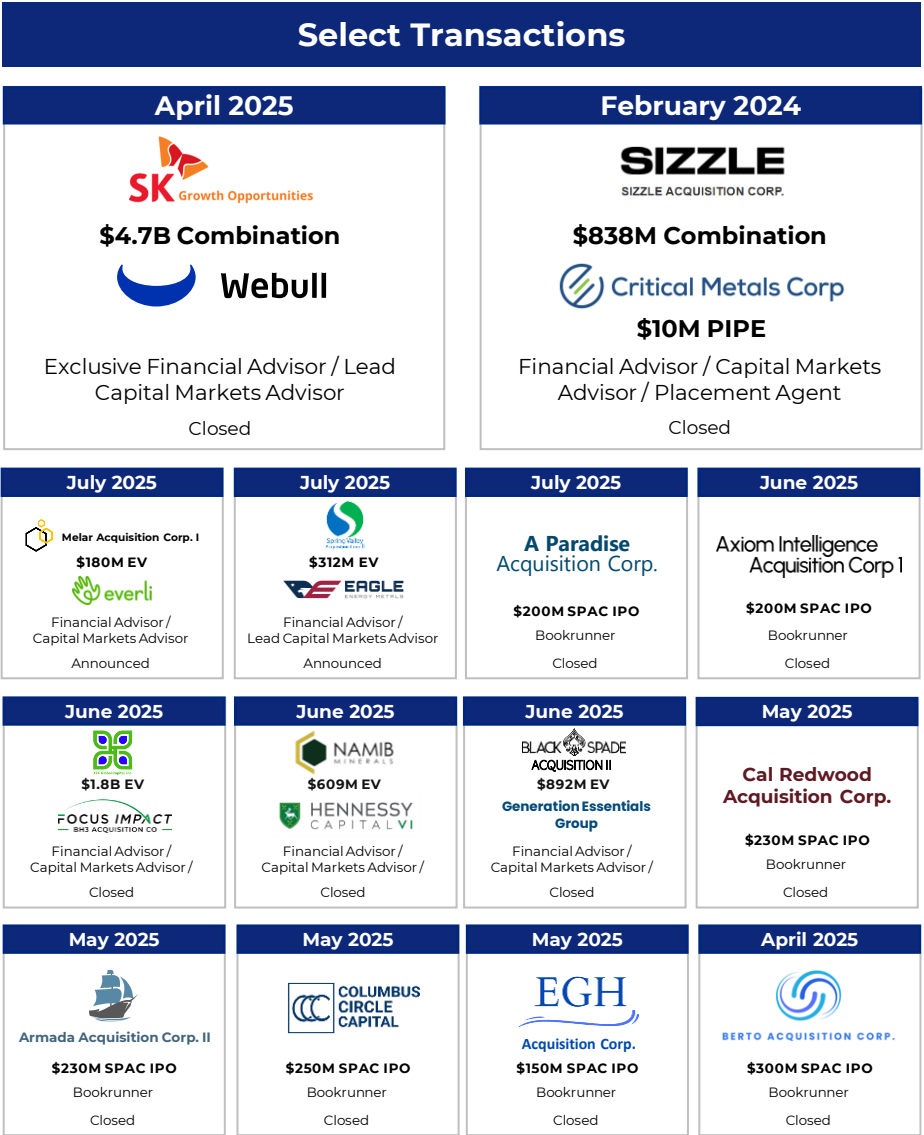 Select Transactions
April 2025
SK Growth Opportunities
$4.7B Combination
Webull
Exclusive Financial Advisor / Lead
Capital Markets Advisor
Closed
February 2024
SIZZLE
SIZZLE ACQUISITION CORP.
$838M Combination
Critical Metals Corp
$10M PIPE
Financial Advisor / Capital Markets
Advisor / Placement Agent
Closed
July 2025
Melar Acquisition Corp. I
$180M EV
everli
Financial Advisor /
Capital Markets Advisor
Announced
July 2025
Spring Valley
Acquisition Corp. II
$312M EV
EAGLE
ENERGY METALS
Financial Advisor /
Lead Capital Markets Advisor
Announced
July 2025
A Paradise
Acquisition Corp.
$200M SPAC IPO
Bookrunner
Closed
June 2025
Axiom Intelligence
Acquisition Corp 1
$200M SPAC IPO
Bookrunner
Closed
June 2025
$1.8B EV
FOCUS IMPACT
BH3 ACQUISITION CO
Financial Advisor /
Capital Markets Advisor /
Closed
June 2025
NAMIB
MINERALS
$609M EV
HENNESSY
CAPITAL VI
Financial Advisor /
Capital Markets Advisor /
Closed
June 2025
BLACK SPADE
ACQUISITION II
$892M EV
Generation Essentials
Group
Financial Advisor /
Capital Markets Advisor /
Closed
May 2025
Cal Redwood
Acquisition Corp.
$230M SPAC IPO
Bookrunner
Closed
May 2025
Armada Acquisition Corp. II
$230M SPAC IPO
Bookrunner
Closed
May 2025
CCC
COLUMBUS
CIRCLE
CAPITAL
$250M SPAC IPO
Bookrunner
Closed
May 2025
EGH
Acquisition Corp.
$150M SPAC IPO
Bookrunner
Closed
April 2025
BERTO ACQUISITION CORP.
$300M SPAC IPO
Bookrunner
Closed